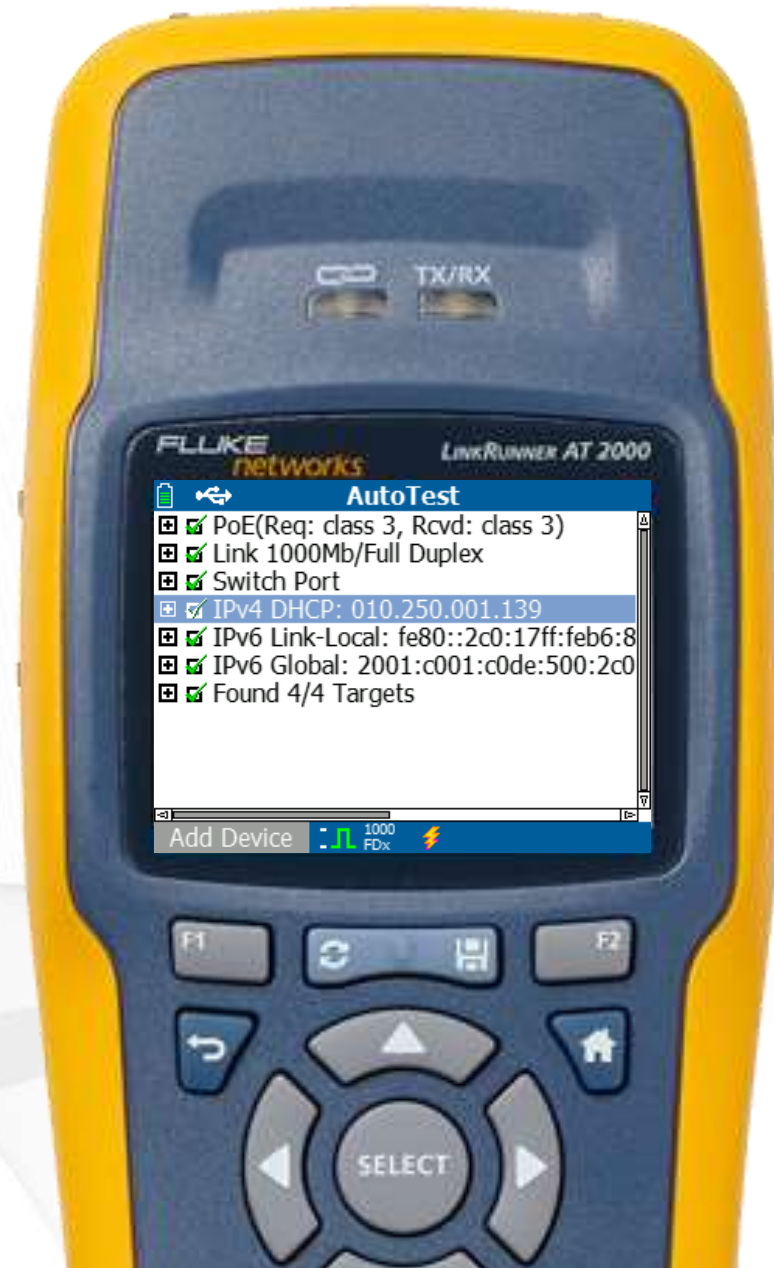 TX/RX
FLUKE
networks
LINKRUNNER AT 2000
AutoTest
PoE(Req: class 3, Rcvd: class 3)
Link 1000Mb/Full Duplex
Switch Port
IPv4 DHCP: 010.250.001.139
IPv6 Link-Local: fe80::2c0:17ff:feb6:8
IPv6 Global: 2001:c001:c0de:500:2c0
Found 4/4 Targets
Add Device
1000
FDx
F1
F2
SELECT